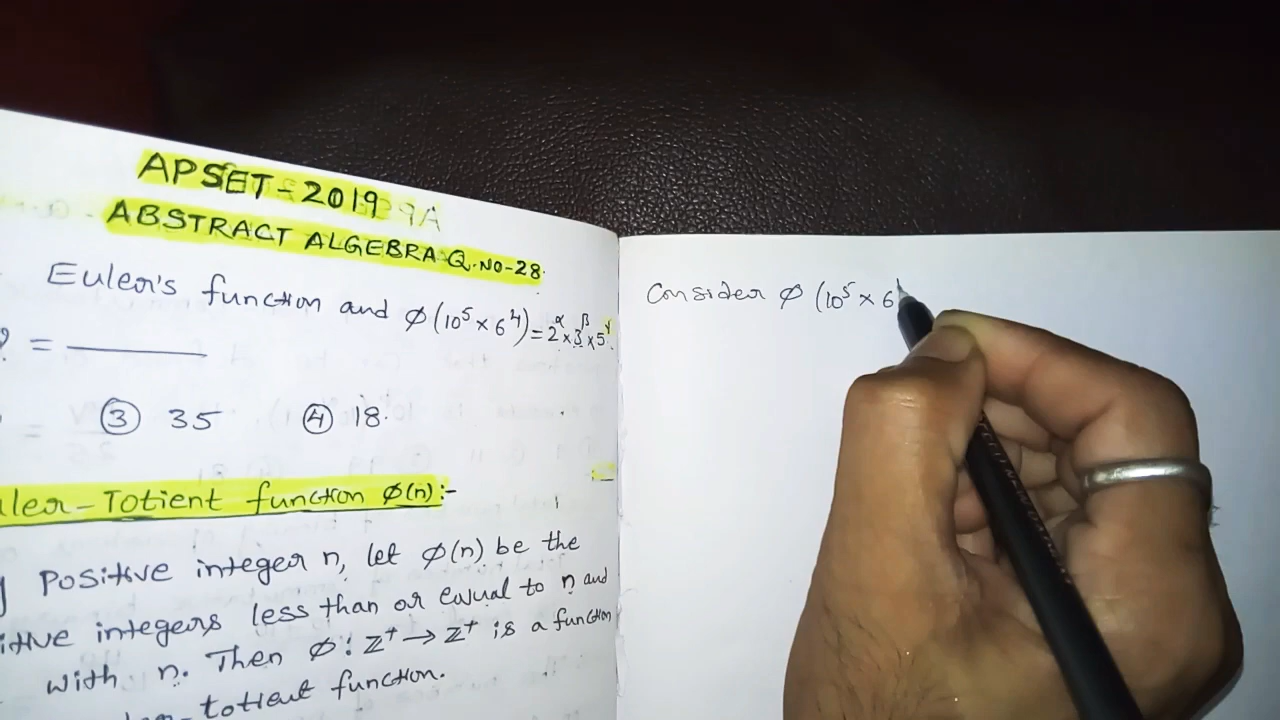 APSET-2019
ABSTRACT ALGEBRA Q.NO-28.
Euler's function and φ(10⁵×6⁴)=2^α×3^β×5^γ.
= ________
③ 35 ④ 18.
Totient function φ(n):-
Positive integer n, let φ(n) be the
integers less than or equal to n and
with n. Then φ: Z⁺→Z⁺ is a function
totient function.
Consider φ (10⁵×6